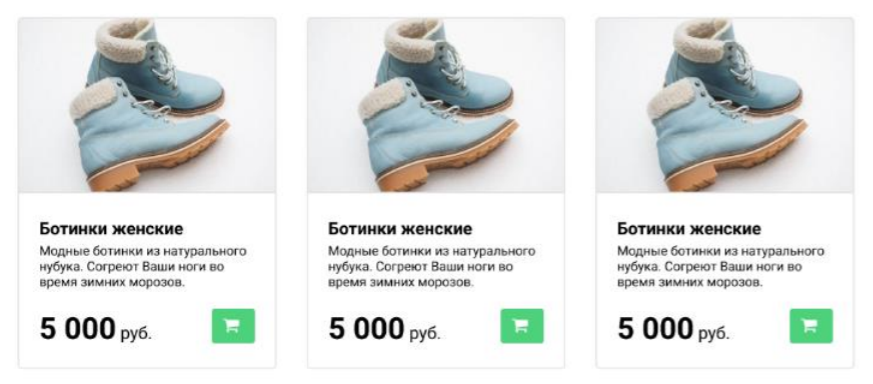 Ботинки женские
Модные ботинки из натурального
нубука. Согреют Ваши ноги во
время зимних морозов.
5 000 руб.
Ботинки женские
Модные ботинки из натурального
нубука. Согреют Ваши ноги во
время зимних морозов.
5 000 руб.
Ботинки женские
Модные ботинки из натурального
нубука. Согреют Ваши ноги во
время зимних морозов.
5 000 руб.